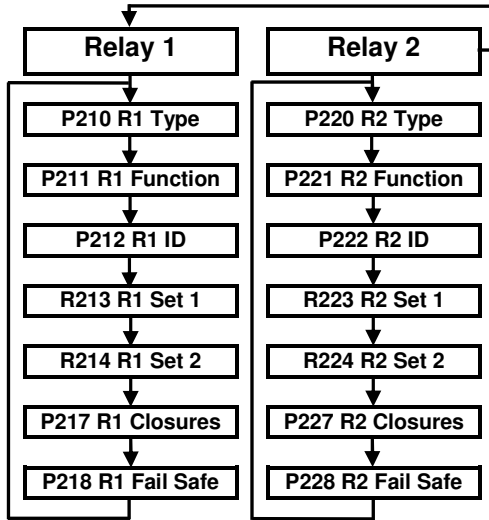 Relay 1
P210 R1 Type
P211 R1 Function
P212 R1 ID
R213 R1 Set 1
R214 R1 Set 2
P217 R1 Closures
P218 R1 Fail Safe
Relay 2
P220 R2 Type
P221 R2 Function
P222 R2 ID
R223 R2 Set 1
R224 R2 Set 2
P227 R2 Closures
P228 R2 Fail Safe